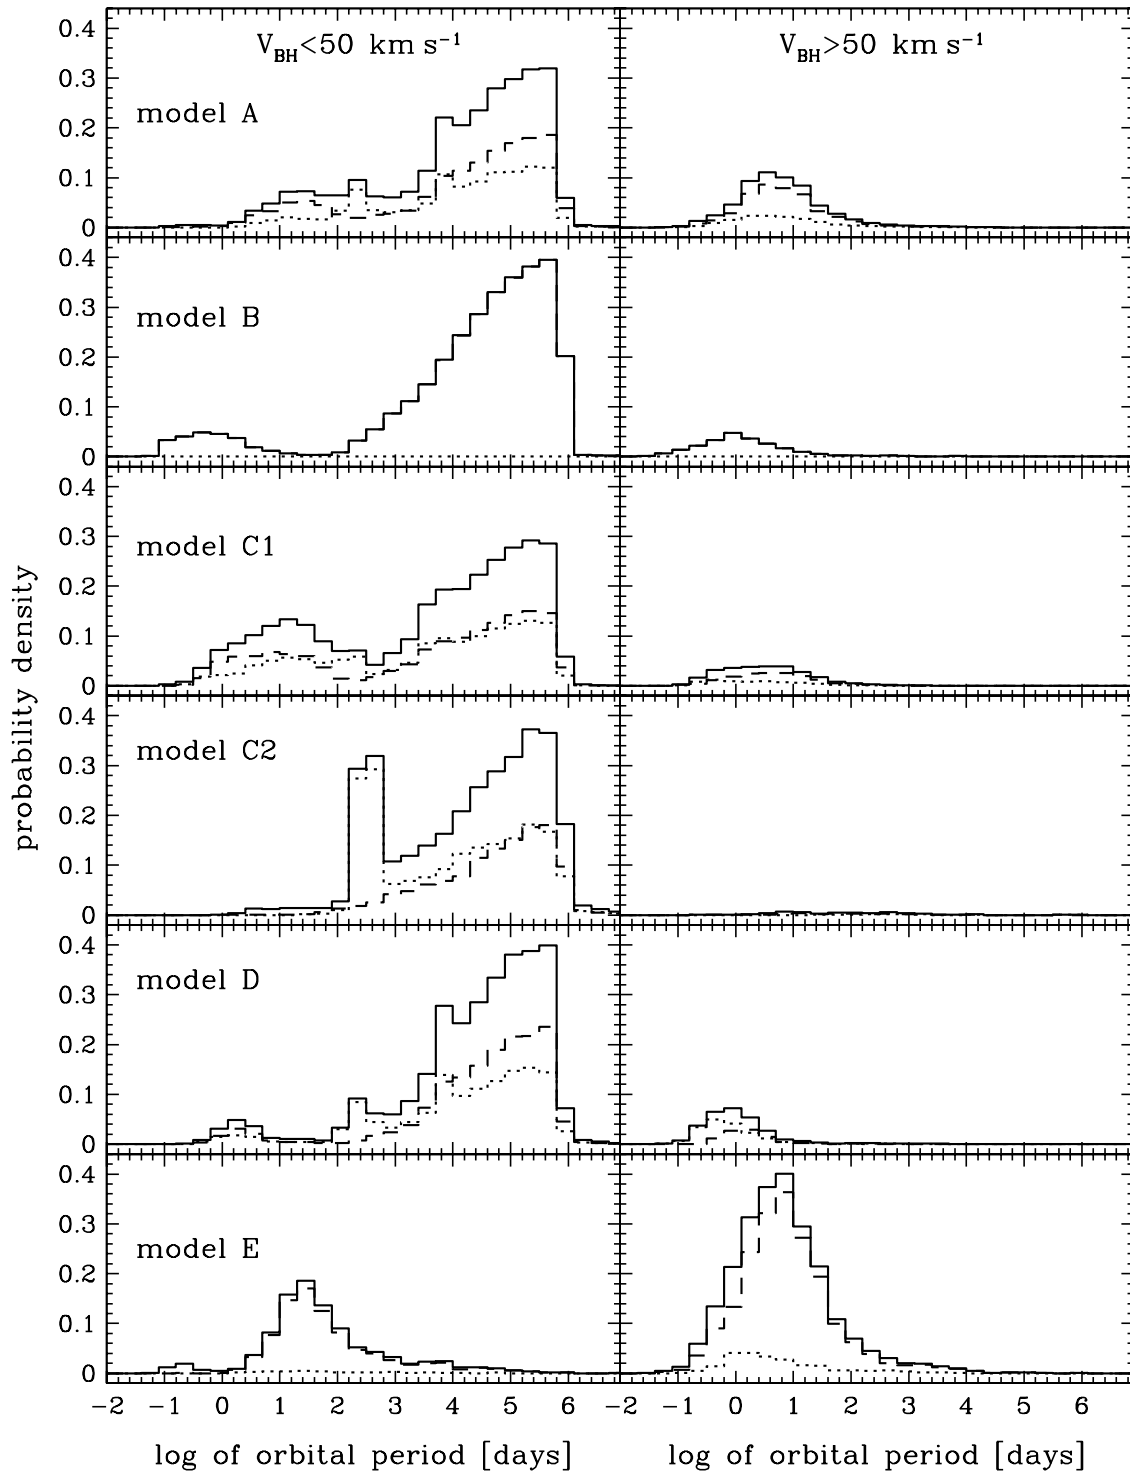 V_BH<50 km s⁻¹
V_BH>50 km s⁻¹
0.4
0.3
0.2
0.1
0
model A
0.4
0.3
0.2
0.1
0
model B
0.4
0.3
0.2
0.1
0
model C1
0.4
0.3
0.2
0.1
0
model C2
0.4
0.3
0.2
0.1
0
model D
0.4
0.3
0.2
0.1
0
model E
probability density
−2 −1 0 1 2 3 4 5 6 −2 −1 0 1 2 3 4 5 6
log of orbital period [days]
log of orbital period [days]